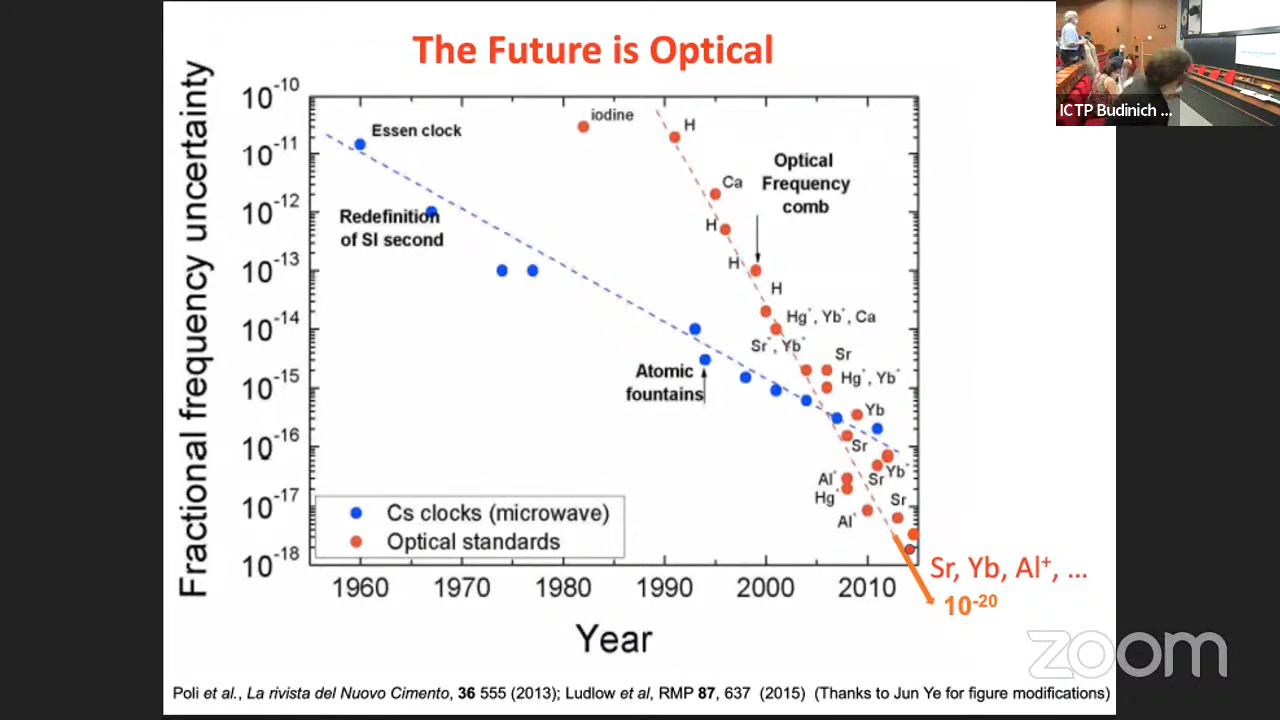 The Future is Optical
ICTP Budinich ...
Fractional frequency uncertainty
10-10
10-11
10-12
10-13
10-14
10-15
10-16
10-17
10-18
Essen clock
iodine
H
Redefinition
of SI second
Ca
H
H
Optical
Frequency
comb
H
Hg+, Yb+, Ca
Sr+, Yb+
Sr
Atomic
fountains
Hg+, Yb+
Yb
Sr
Yb+
Al+
Sr
Hg+
Sr
Al+
Cs clocks (microwave)
Optical standards
1960 1970 1980 1990 2000 2010
Year
Sr, Yb, Al+, ...
10-20
zoom
Poli et al., La rivista del Nuovo Cimento, 36 555 (2013); Ludlow et al, RMP 87, 637 (2015) (Thanks to Jun Ye for figure modifications)